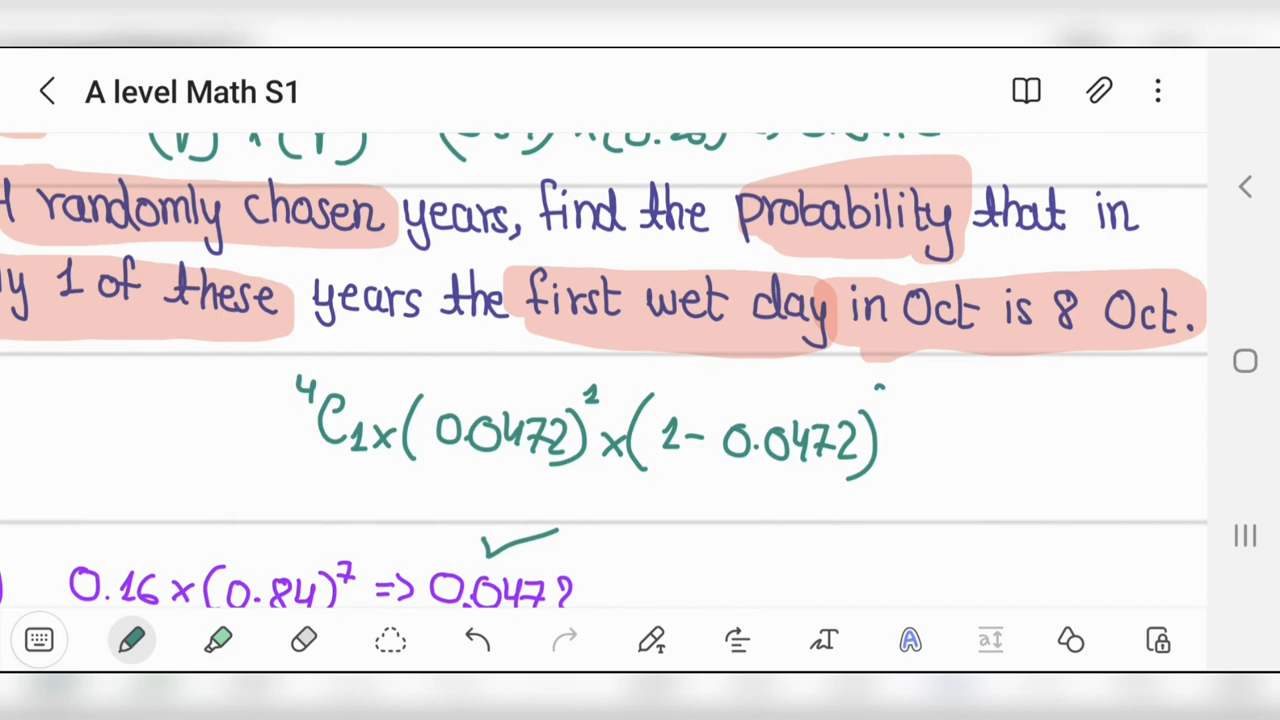 A level Math S1
randomly chosen years, find the probability that in
y 1 of these years the first wet day in Oct is 8 Oct.
⁴C₁ × (0.0472)¹ × (1 - 0.0472)
0.16 × (0.84)⁷ => 0.0472